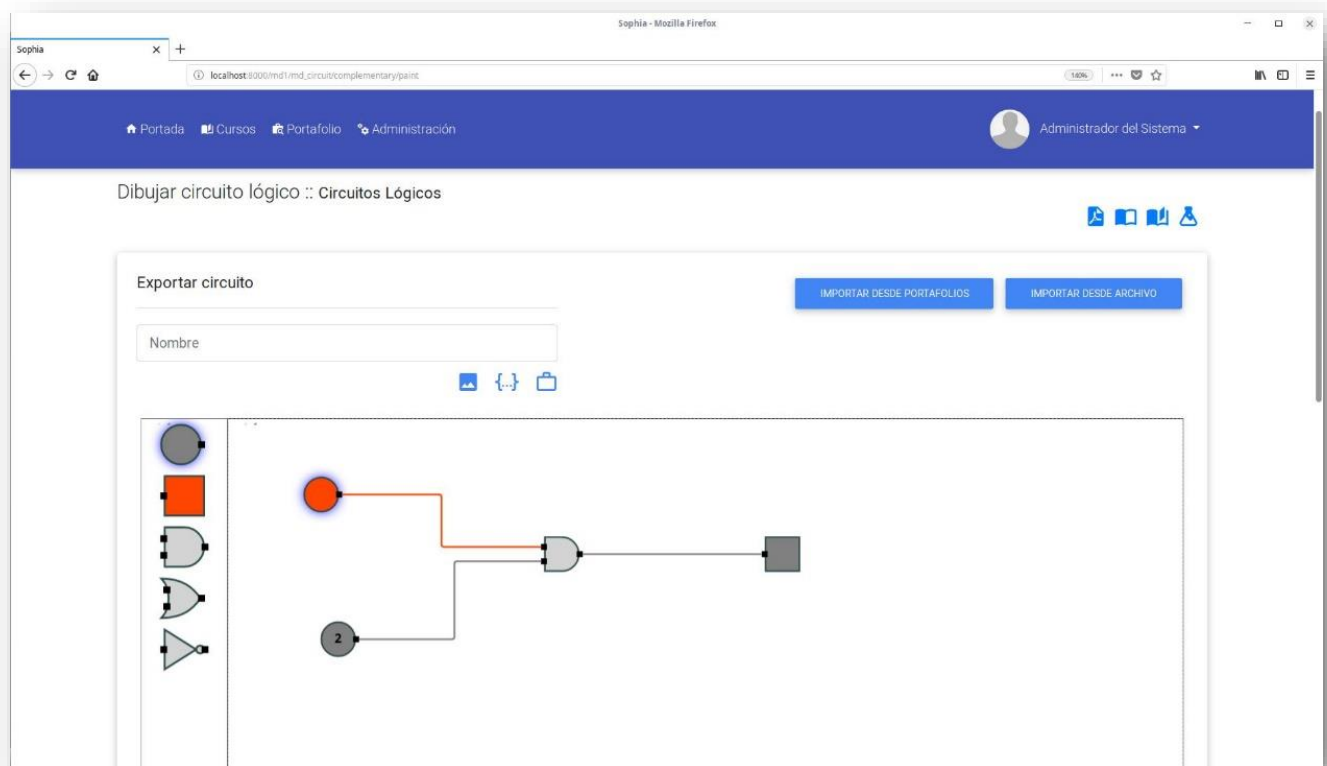 Sophia - Mozilla Firefox
Sophia
localhost:8000/md1/md_circuit/complementary/paint
140%
Portada Cursos Portafolio Administración
Administrador del Sistema
Dibujar circuito lógico :: Circuitos Lógicos
Exportar circuito
IMPORTAR DESDE PORTAFOLIOS
IMPORTAR DESDE ARCHIVO
Nombre
{...}
2